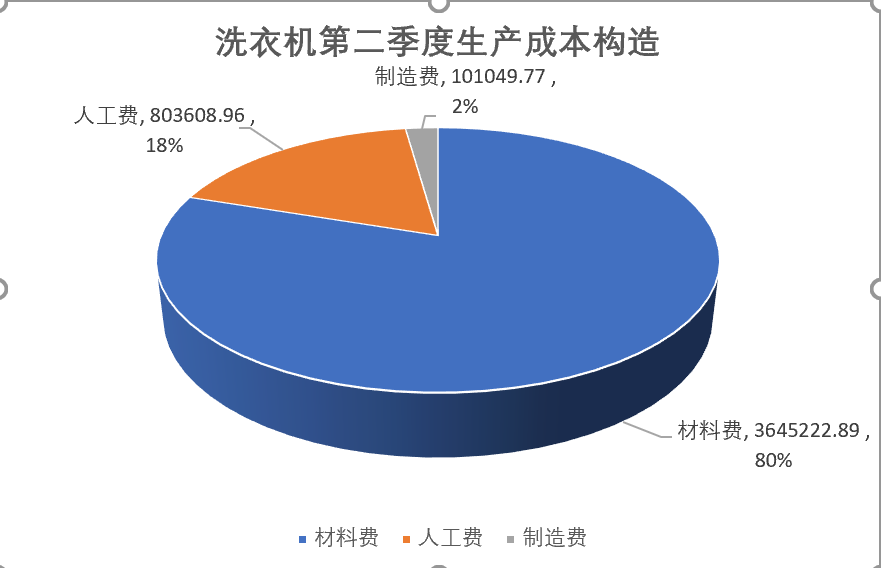 洗衣机第二季度生产成本构造
制造费, 101049.77 ,
2%
人工费, 803608.96 ,
18%
材料费, 3645222.89 ,
80%
材料费 人工费 制造费